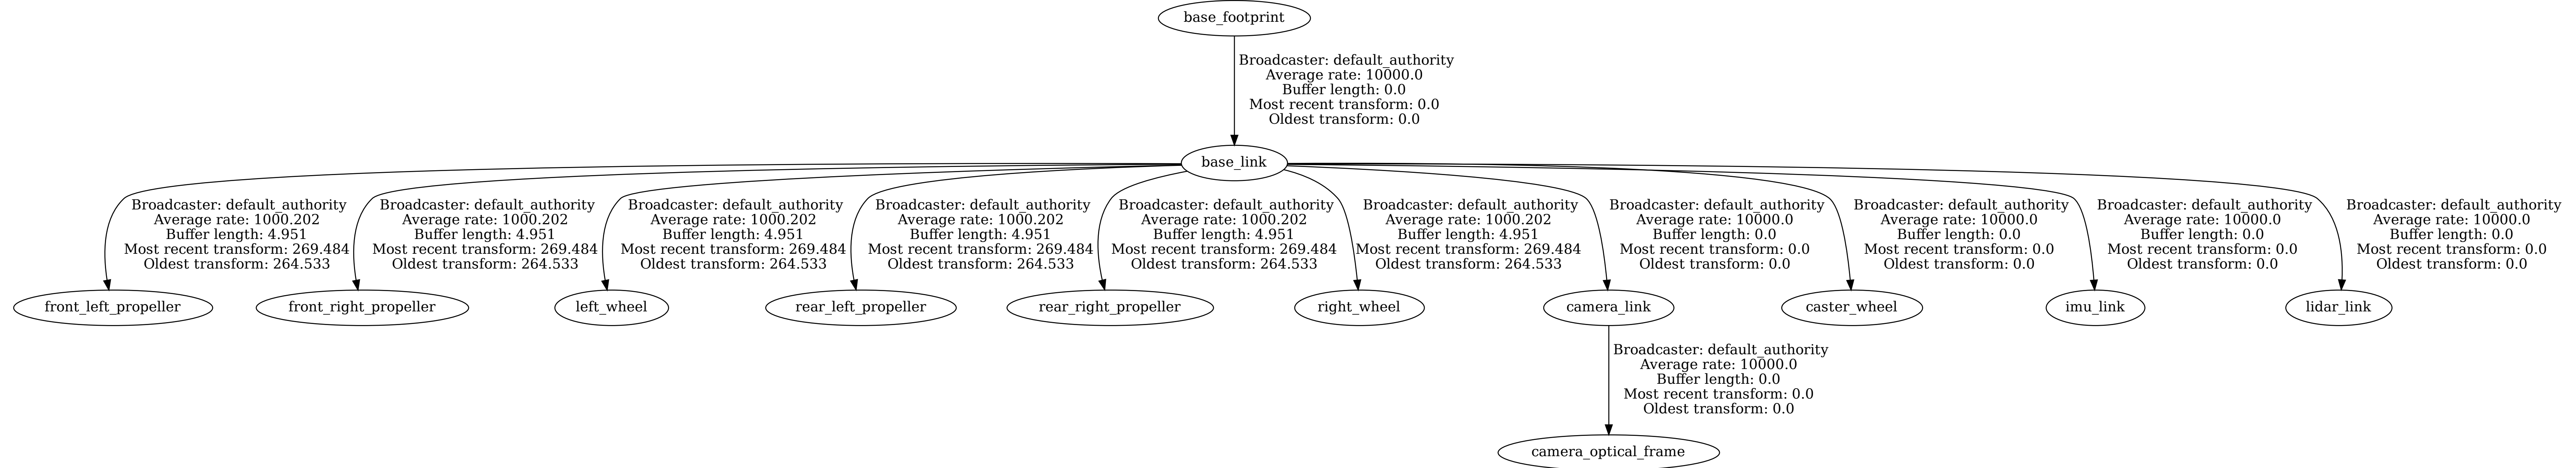 base_footprint
Broadcaster: default_authority
Average rate: 10000.0
Buffer length: 0.0
Most recent transform: 0.0
Oldest transform: 0.0
base_link
Broadcaster: default_authority
Average rate: 1000.202
Buffer length: 4.951
Most recent transform: 269.484
Oldest transform: 264.533
Broadcaster: default_authority
Average rate: 1000.202
Buffer length: 4.951
Most recent transform: 269.484
Oldest transform: 264.533
Broadcaster: default_authority
Average rate: 1000.202
Buffer length: 4.951
Most recent transform: 269.484
Oldest transform: 264.533
Broadcaster: default_authority
Average rate: 1000.202
Buffer length: 4.951
Most recent transform: 269.484
Oldest transform: 264.533
Broadcaster: default_authority
Average rate: 1000.202
Buffer length: 4.951
Most recent transform: 269.484
Oldest transform: 264.533
Broadcaster: default_authority
Average rate: 1000.202
Buffer length: 4.951
Most recent transform: 269.484
Oldest transform: 264.533
Broadcaster: default_authority
Average rate: 10000.0
Buffer length: 0.0
Most recent transform: 0.0
Oldest transform: 0.0
Broadcaster: default_authority
Average rate: 10000.0
Buffer length: 0.0
Most recent transform: 0.0
Oldest transform: 0.0
Broadcaster: default_authority
Average rate: 10000.0
Buffer length: 0.0
Most recent transform: 0.0
Oldest transform: 0.0
Broadcaster: default_authority
Average rate: 10000.0
Buffer length: 0.0
Most recent transform: 0.0
Oldest transform: 0.0
front_left_propeller
front_right_propeller
left_wheel
rear_left_propeller
rear_right_propeller
right_wheel
camera_link
caster_wheel
imu_link
lidar_link
Broadcaster: default_authority
Average rate: 10000.0
Buffer length: 0.0
Most recent transform: 0.0
Oldest transform: 0.0
camera_optical_frame